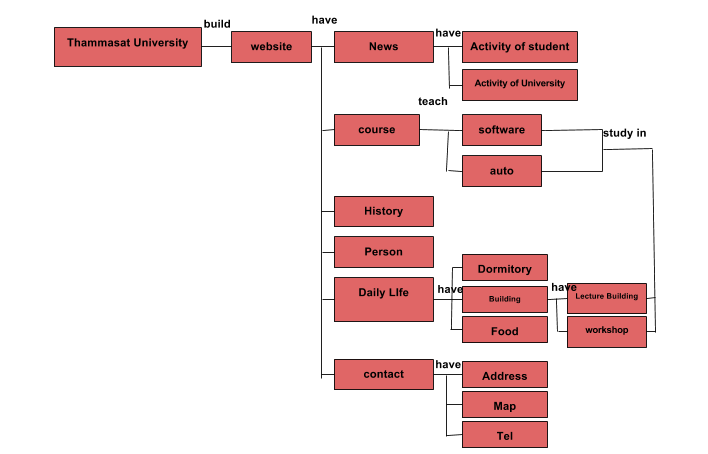 build
have
Thammasat University
website
News
have
Activity of student
Activity of University
teach
course
software
study in
auto
History
Person
Daily LIfe
have
Dormitory
Building
Food
have
Lecture Building
workshop
contact
have
Address
Map
Tel